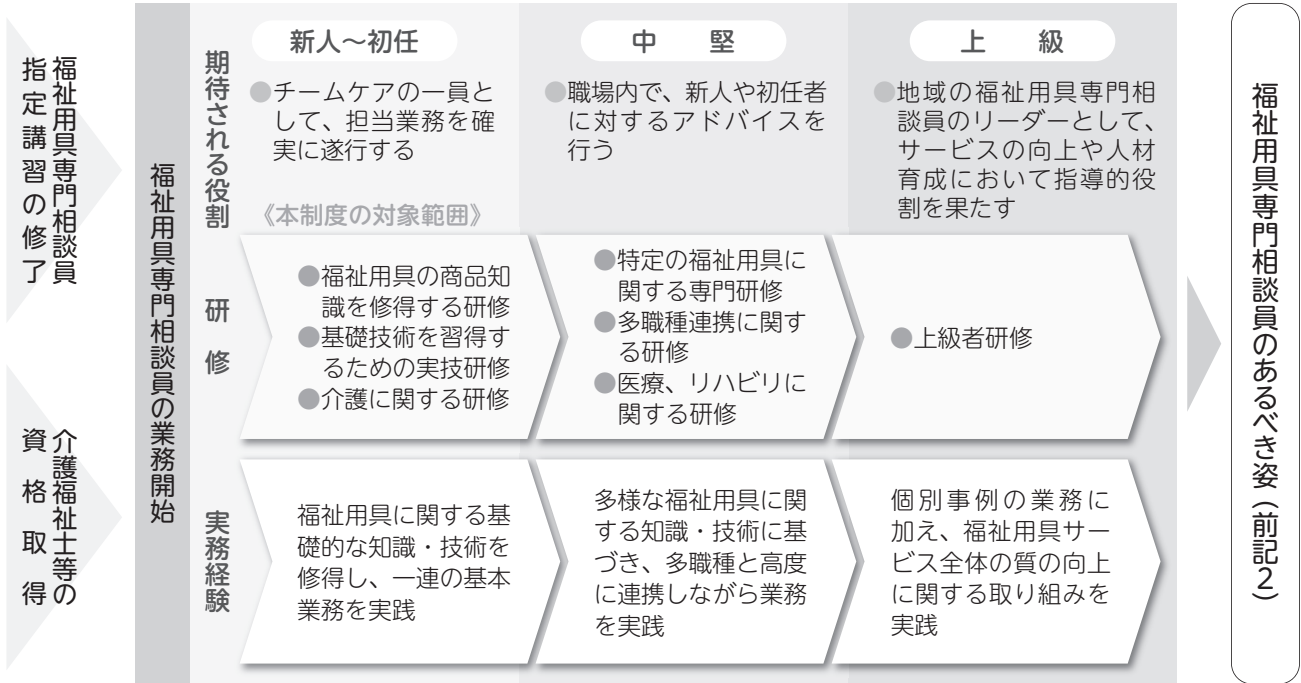 福祉用具専門相談員
指定講習の修了
介護福祉士等の
資格取得
福祉用具専門相談員の業務開始
期待される役割
新人～初任
●チームケアの一員と
して、担当業務を確
実に遂行する
《本制度の対象範囲》
中　堅
●職場内で、新人や初任者
に対するアドバイスを
行う
上　級
●地域の福祉用具専門相
談員のリーダーとして、
サービスの向上や人材
育成において指導的役
割を果たす
研修
●福祉用具の商品知
識を修得する研修
●基礎技術を習得す
るための実技研修
●介護に関する研修
●特定の福祉用具に
関する専門研修
●多職種連携に関す
る研修
●医療、リハビリに
関する研修
●上級者研修
実務経験
福祉用具に関する基
礎的な知識・技術を
修得し、一連の基本
業務を実践
多様な福祉用具に関
する知識・技術に基
づき、多職種と高度
に連携しながら業務
を実践
個別事例の業務に
加え、福祉用具サー
ビス全体の質の向上
に関する取り組みを
実践
福祉用具専門相談員のあるべき姿（前記2）